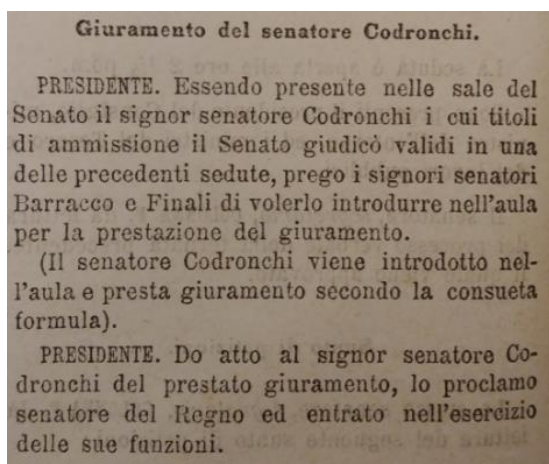 Giuramento del senatore Codronchi.
PRESIDENTE. Essendo presente nelle sale del
Senato il signor senatore Codronchi i cui titoli
di ammissione il Senato giudicò validi in una
delle precedenti sedute, prego i signori senatori
Barracco e Finali di volerlo introdurre nell'aula
per la prestazione del giuramento.
(Il senatore Codronchi viene introdotto nel-
l'aula e presta giuramento secondo la consueta
formula).
PRESIDENTE. Do atto al signor senatore Co-
dronchi del prestato giuramento, lo proclamo
senatore del Regno ed entrato nell'esercizio
delle sue funzioni.